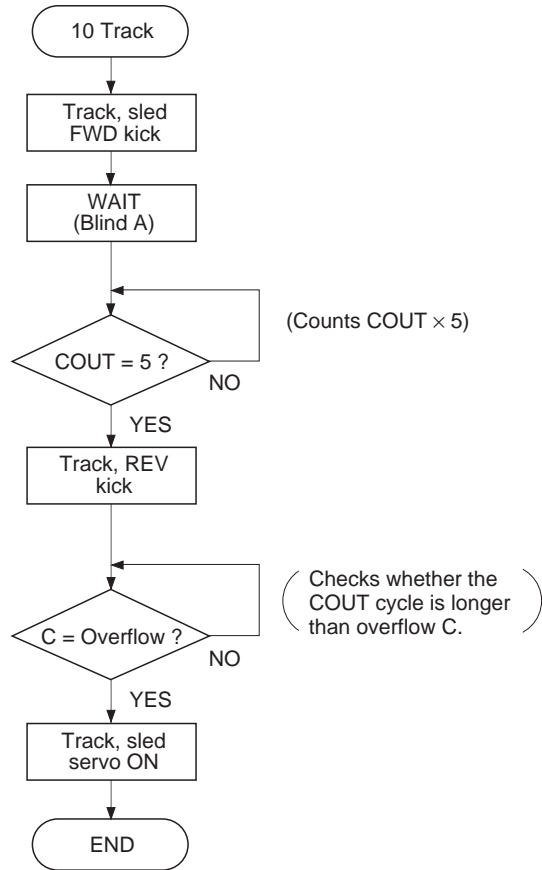 10 Track
Track, sled
FWD kick
WAIT
(Blind A)
(Counts COUT × 5)
COUT = 5 ?
NO
YES
Track, REV
kick
Checks whether the
COUT cycle is longer
than overflow C.
C = Overflow ?
NO
YES
Track, sled
servo ON
END